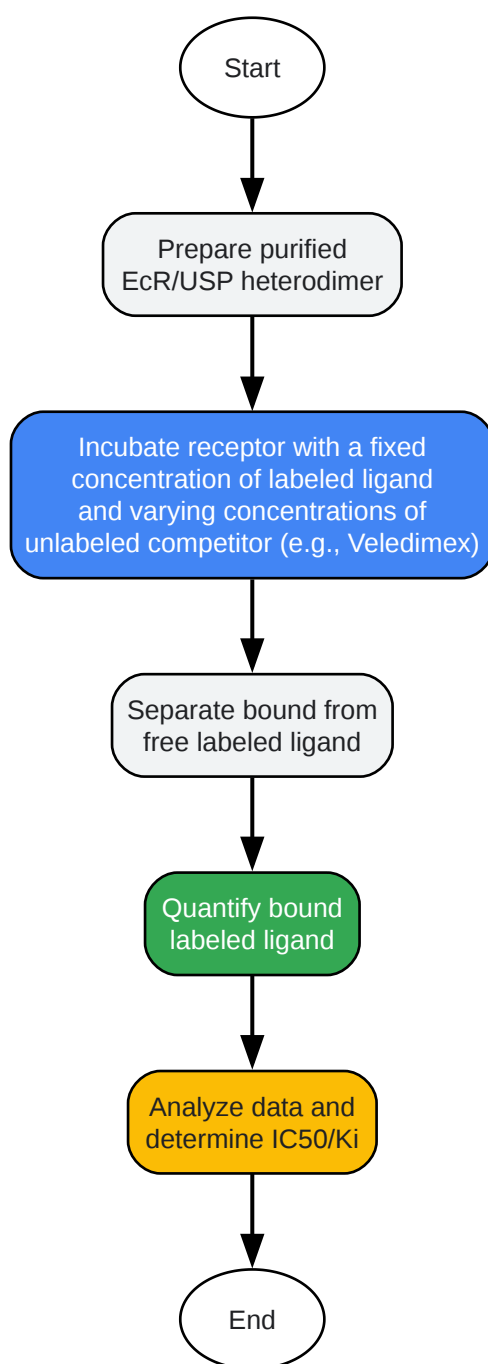 Start
Prepare purified
EcR/USP heterodimer
Incubate receptor with a fixed
concentration of labeled ligand
and varying concentrations of
unlabeled competitor (e.g., Veledimex)
Separate bound from
free labeled ligand
Quantify bound
labeled ligand
Analyze data and
determine IC50/Ki
End